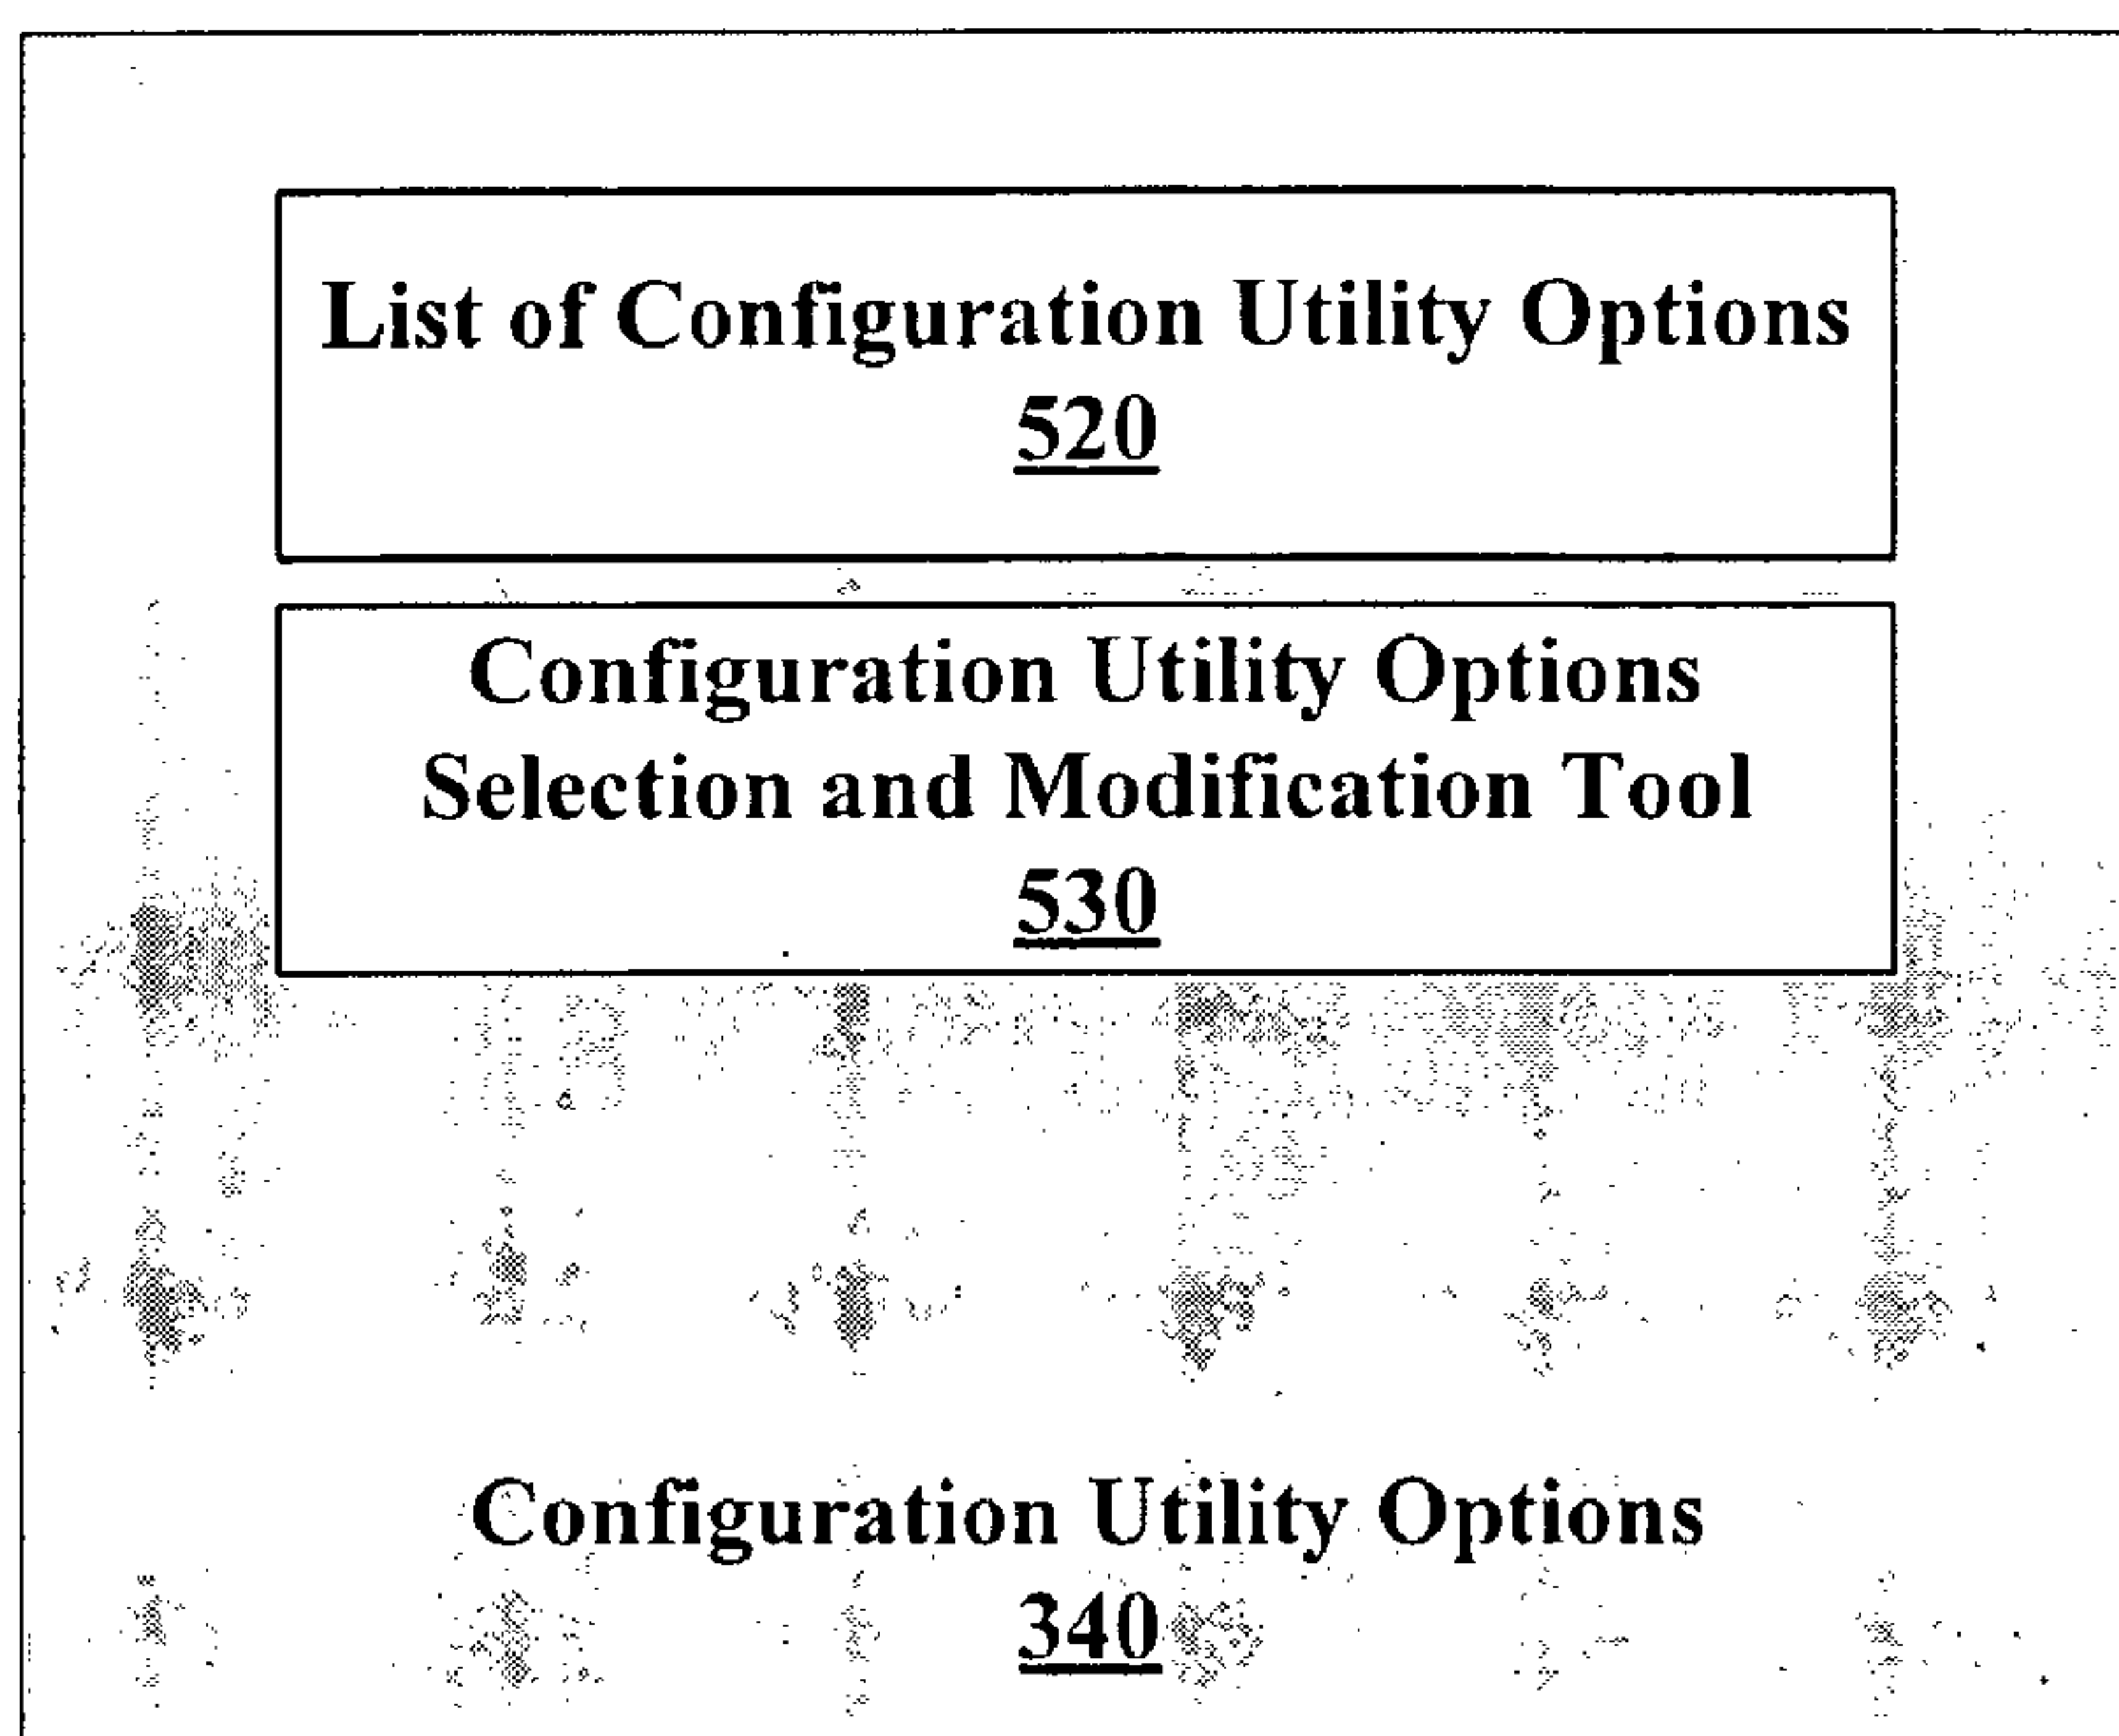 List of Configuration Utility Options
520
Configuration Utility Options
Selection and Modification Tool
530
Configuration Utility Options
340